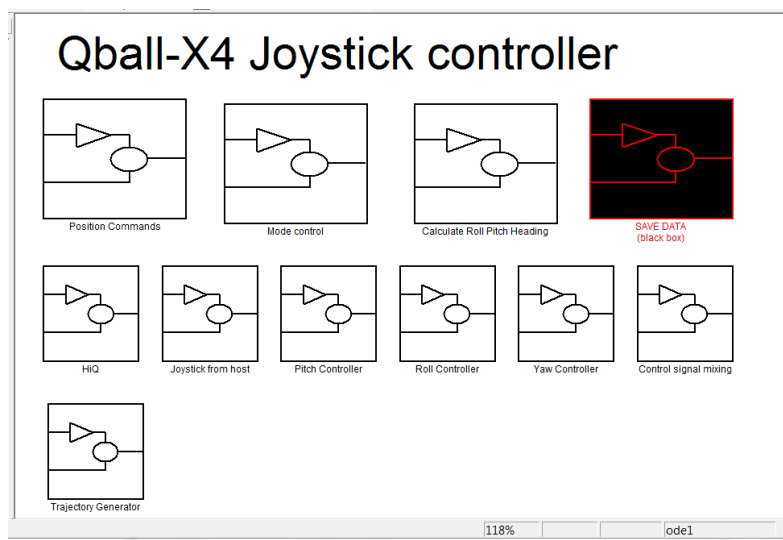 Qball-X4 Joystick controller
Position Commands
Mode control
Calculate Roll Pitch Heading
SAVE DATA
(black box)
HiQ
Joystick from host
Pitch Controller
Roll Controller
Yaw Controller
Control signal mixing
Trajectory Generator
118%
ode1